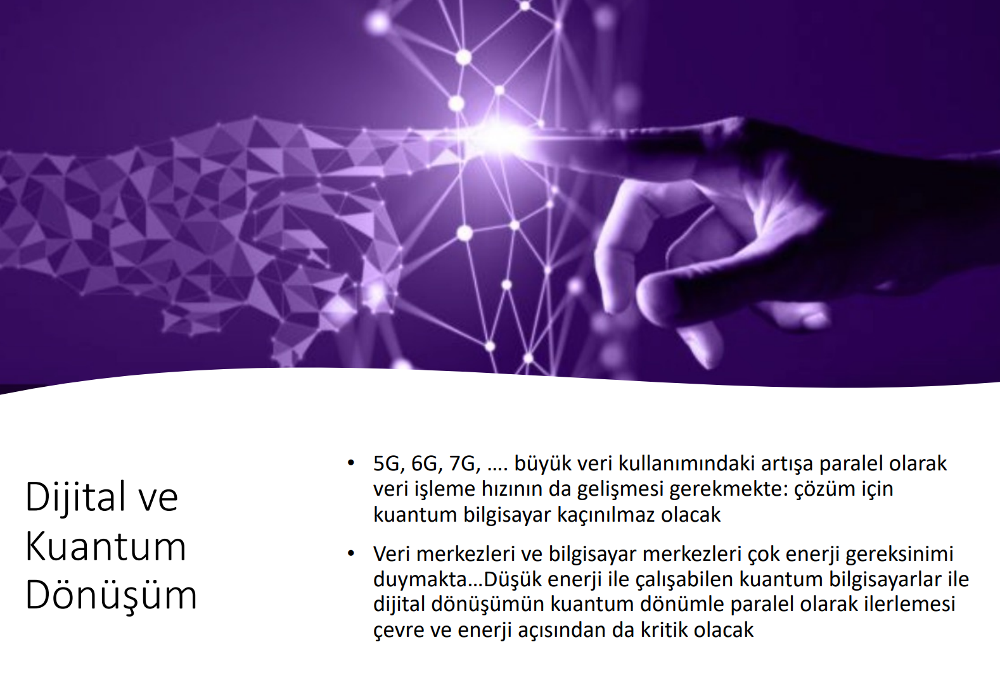 Dijital ve
Kuantum
Dönüşüm
• 5G, 6G, 7G, .... büyük veri kullanımındaki artışa paralel olarak
veri işleme hızının da gelişmesi gerekmekte: çözüm için
kuantum bilgisayar kaçınılmaz olacak
• Veri merkezleri ve bilgisayar merkezleri çok enerji gereksinimi
duymakta...Düşük enerji ile çalışabilen kuantum bilgisayarlar ile
dijital dönüşümün kuantum dönümle paralel olarak ilerlemesi
çevre ve enerji açısından da kritik olacak